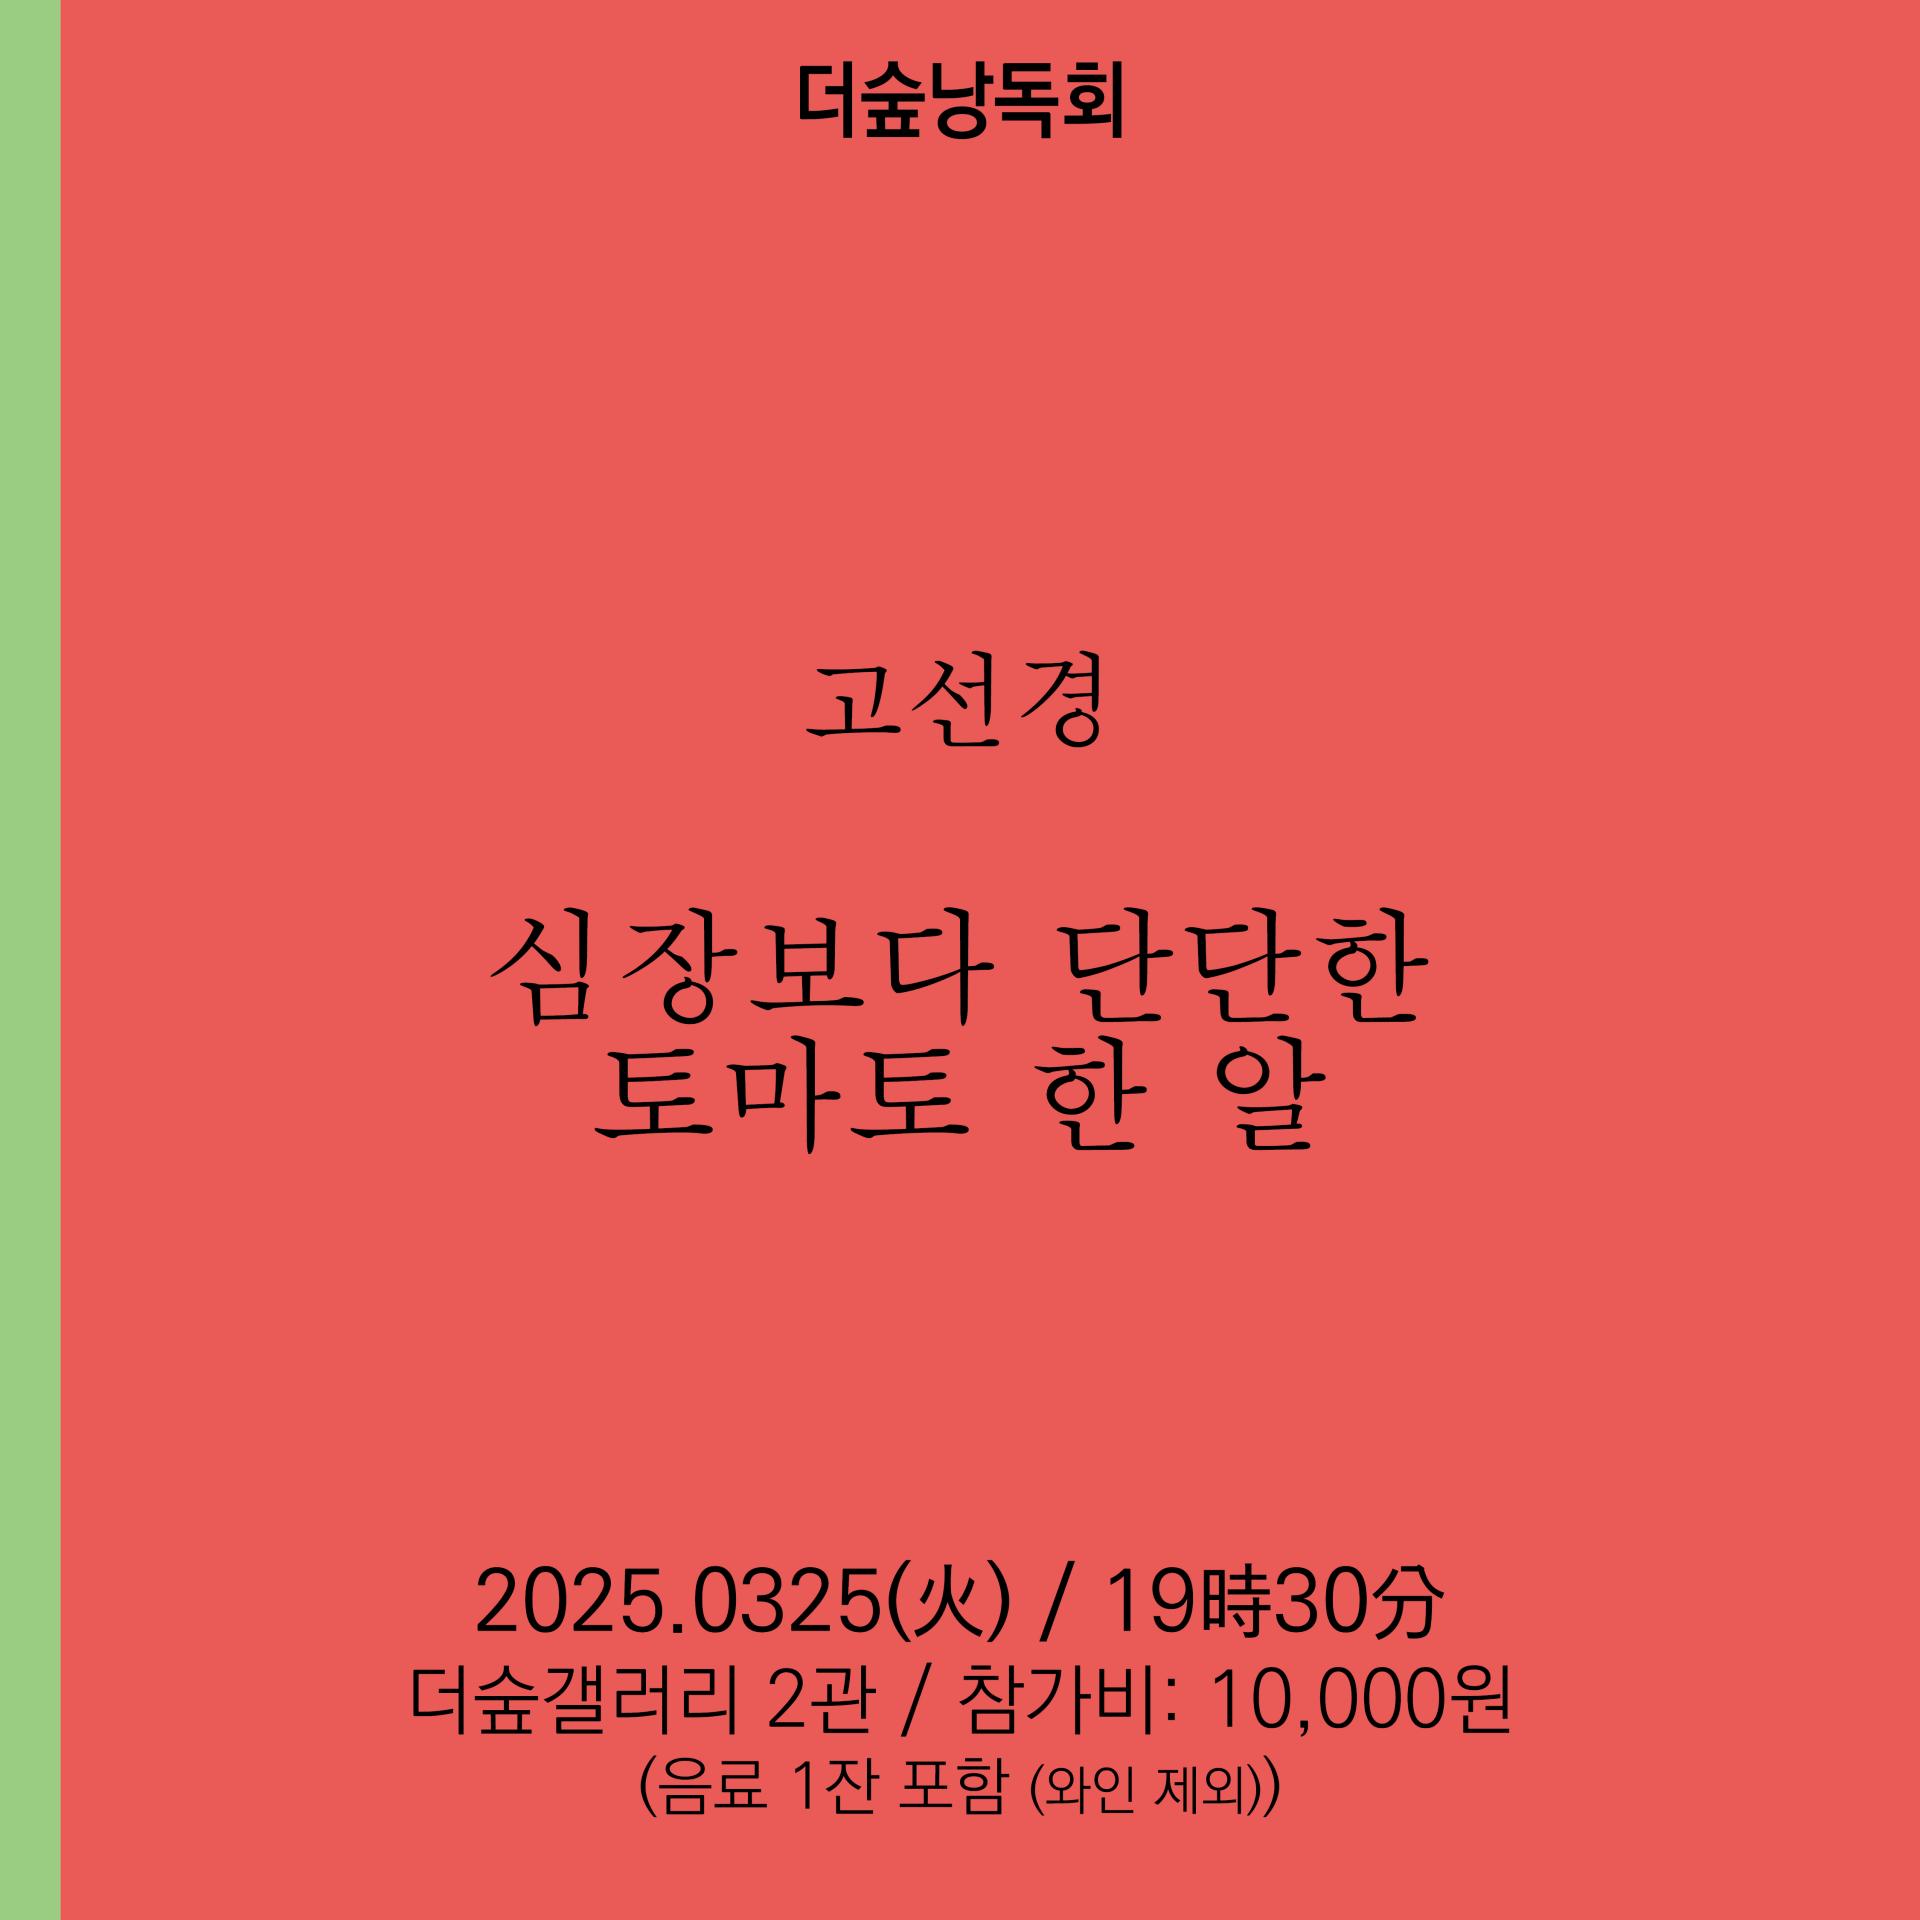 더숲낭독회
고선경
심장보다 단단한
토마토 한 알
2025.0325(火) / 19時30分
더숲갤러리 2관 / 참가비: 10,000원
(음료 1잔 포함 (와인 제외))